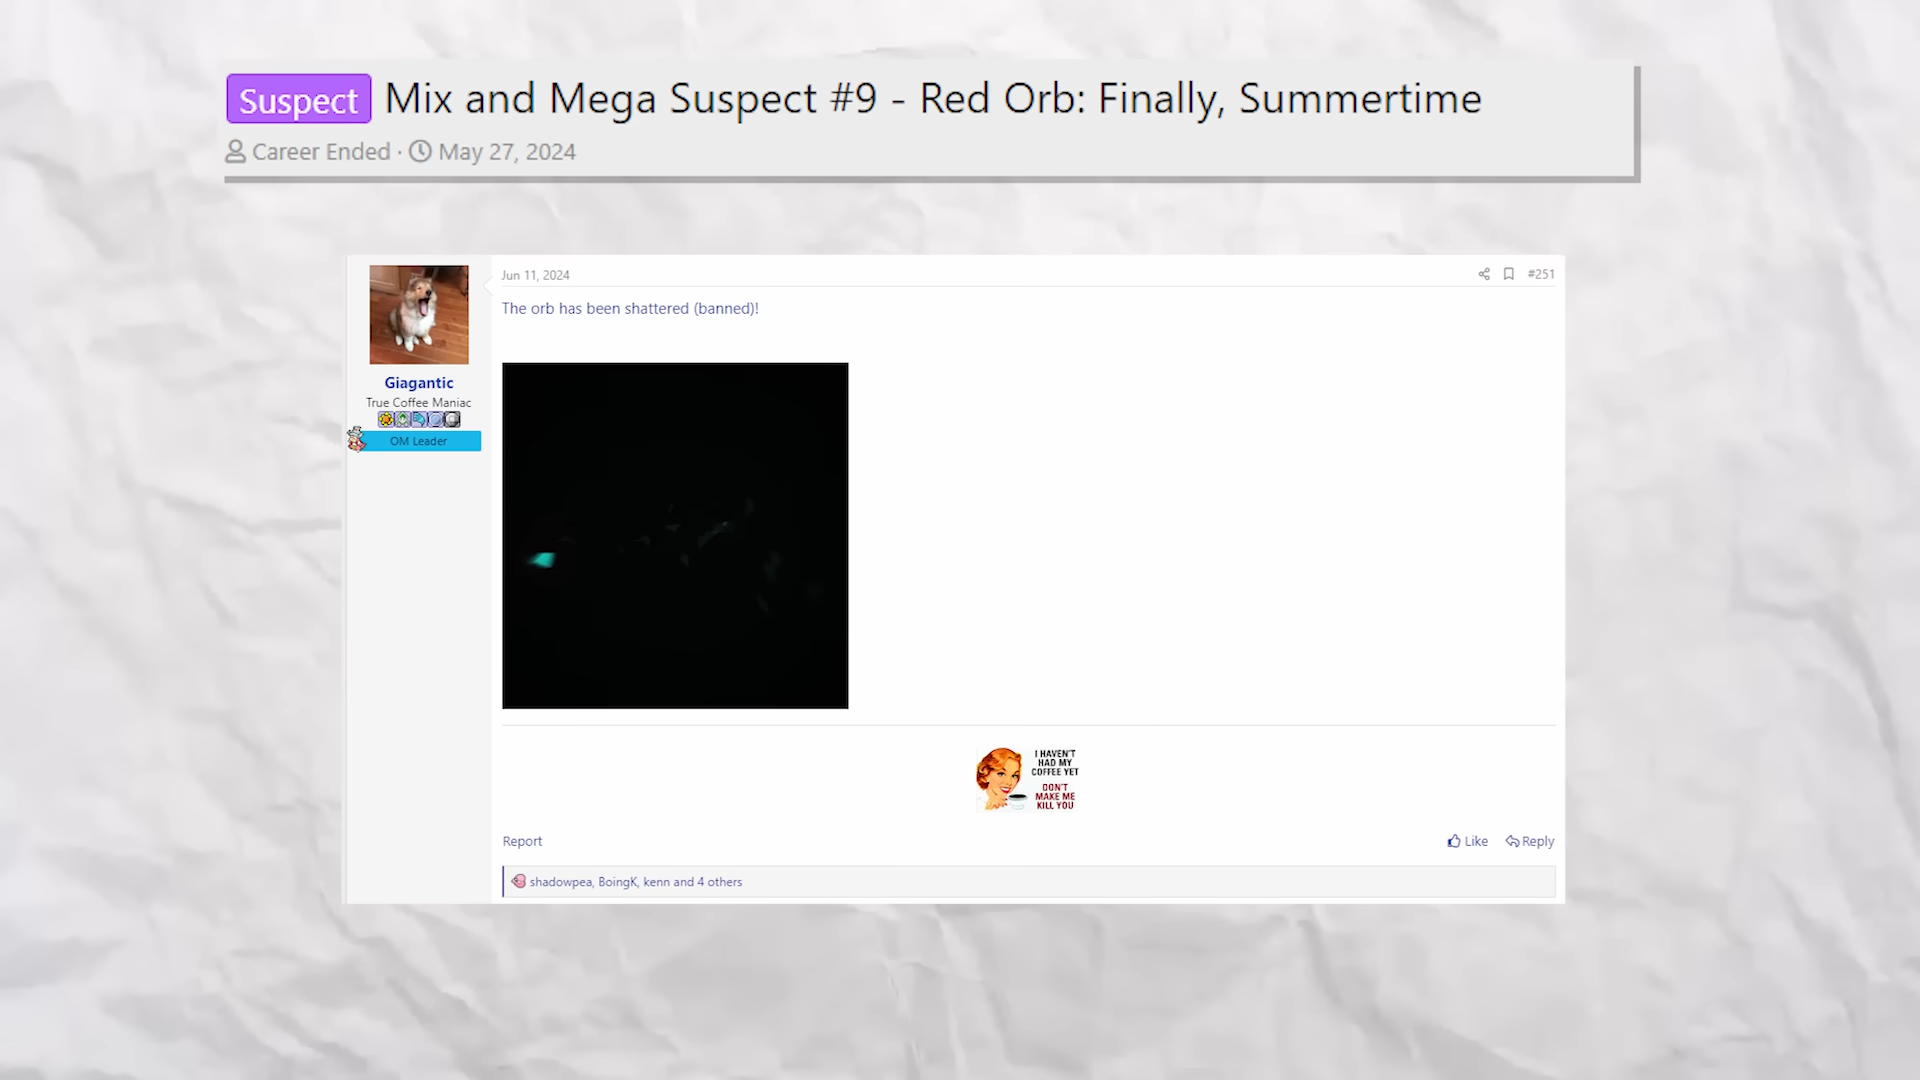 Suspect Mix and Mega Suspect #9 - Red Orb: Finally, Summertime
Career Ended · May 27, 2024
Jun 11, 2024
#251
The orb has been shattered (banned)!
Giagantic
True Coffee Maniac
OM Leader
I HAVEN'T
HAD MY
COFFEE YET
DON'T
MAKE ME
KILL YOU
Report
Like
Reply
shadowpea, BoingK, kenn and 4 others